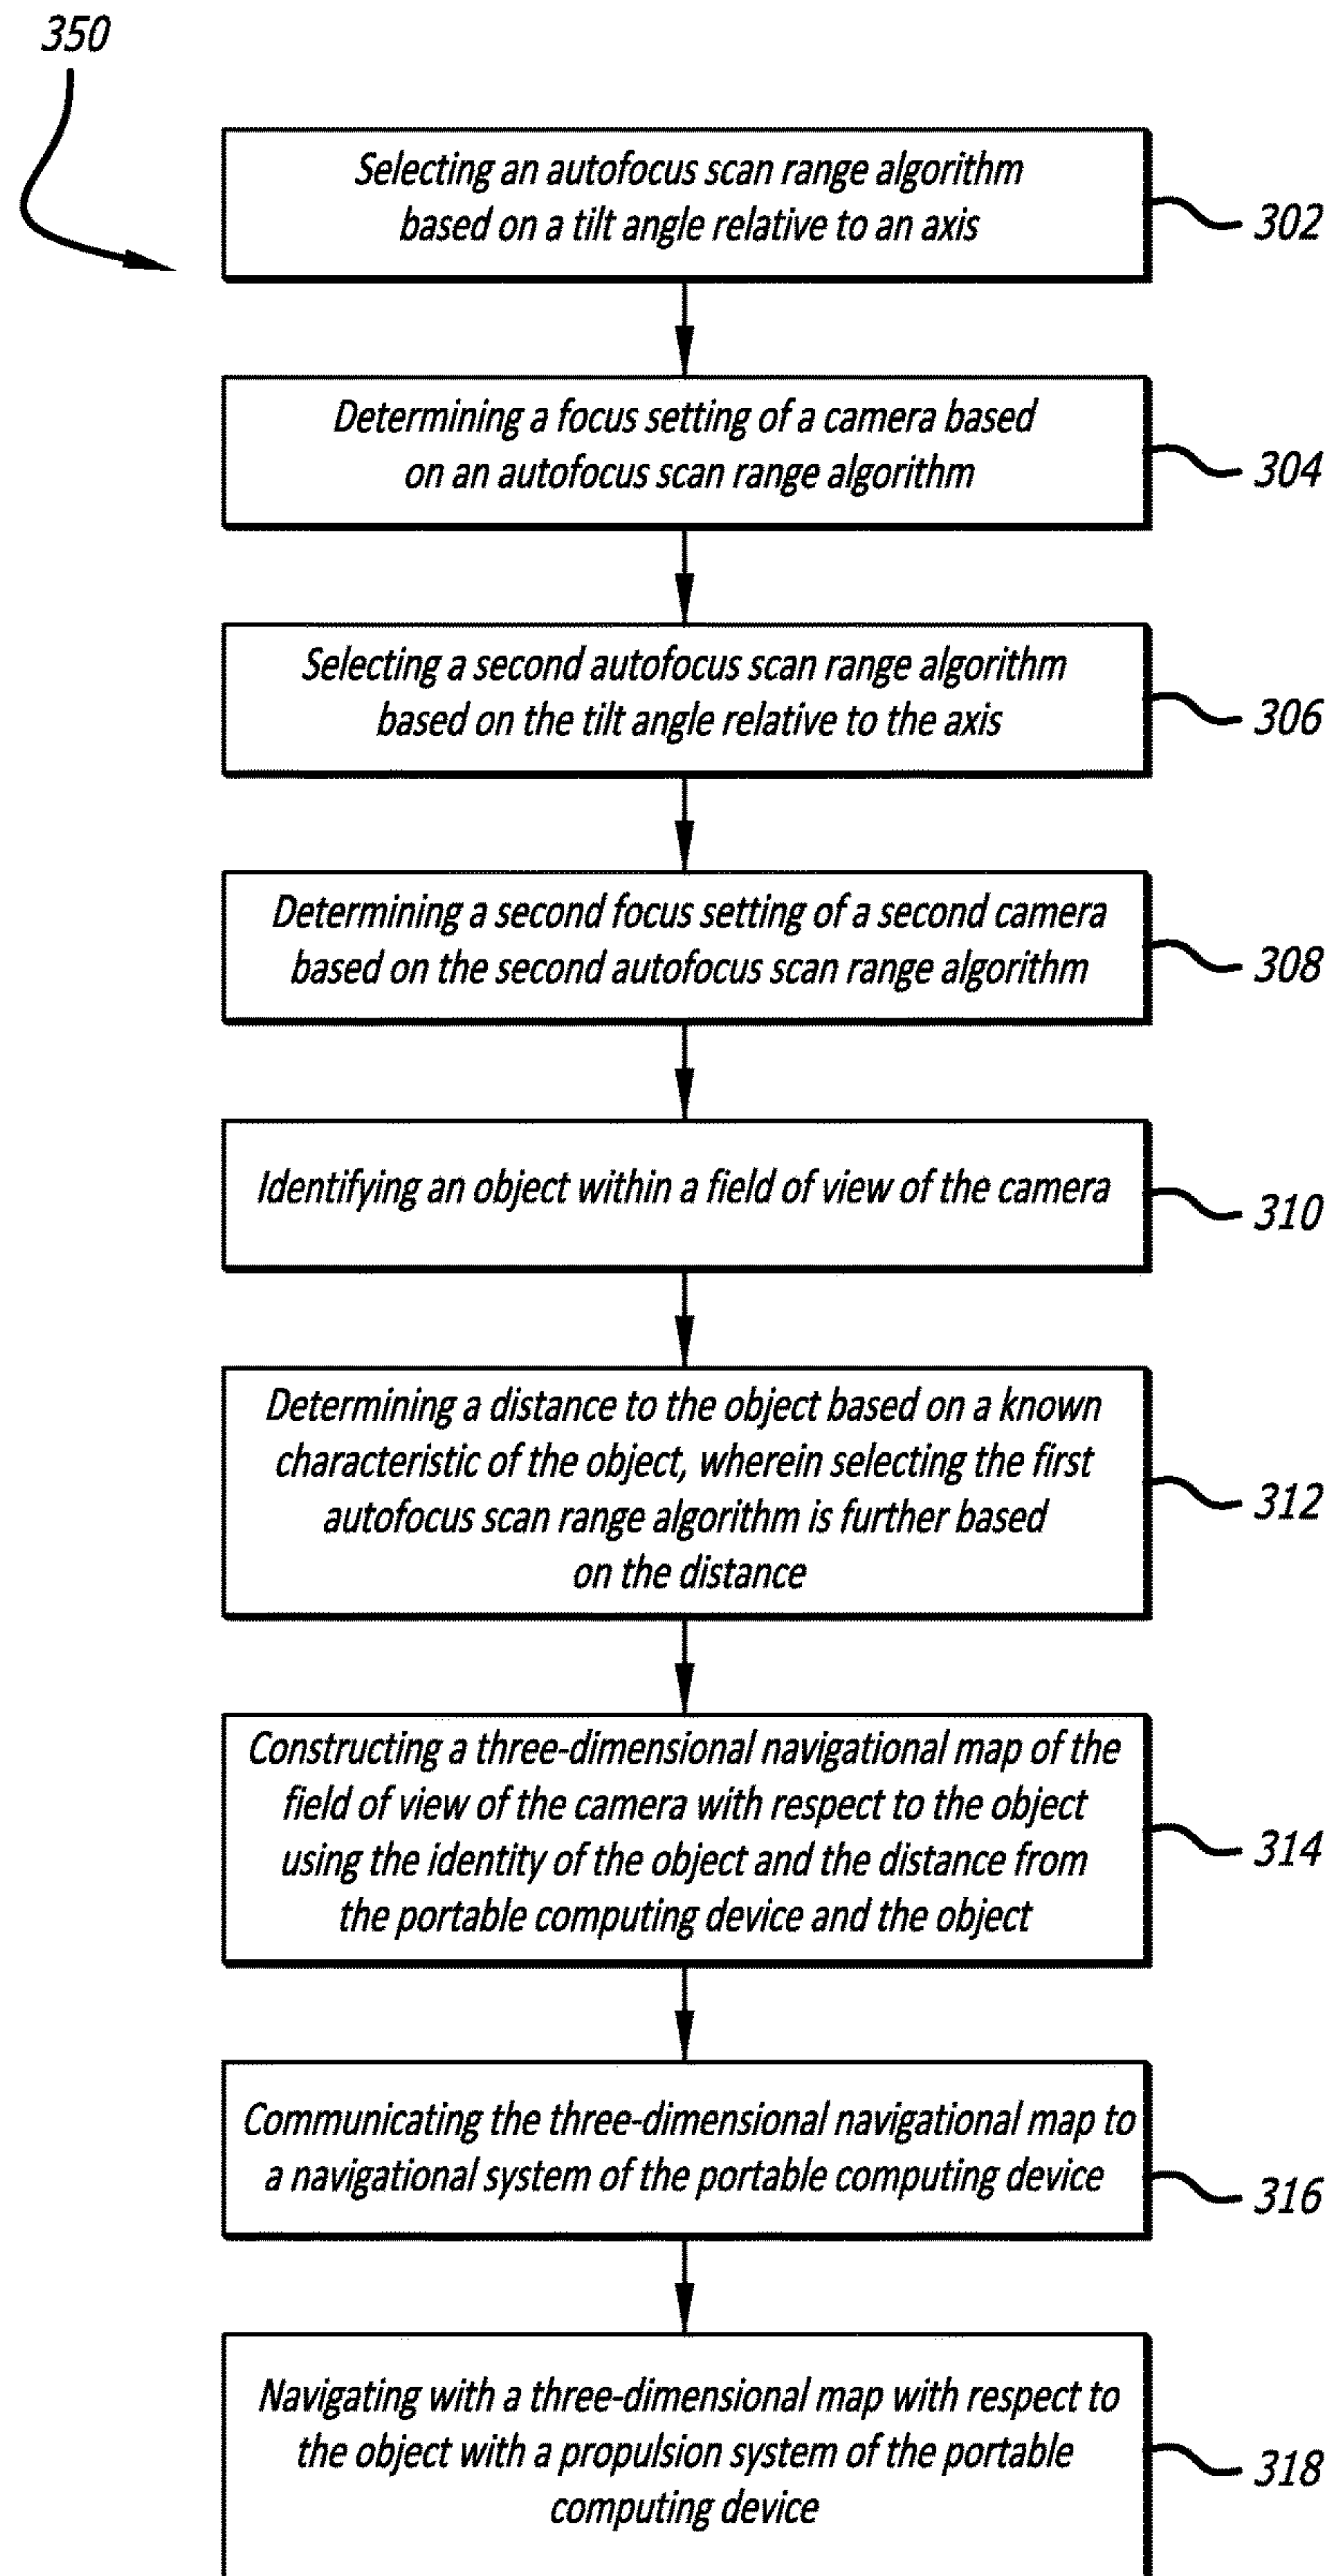 350
Selecting an autofocus scan range algorithm
based on a tilt angle relative to an axis
302
Determining a focus setting of a camera based
on an autofocus scan range algorithm
304
Selecting a second autofocus scan range algorithm
based on the tilt angle relative to the axis
306
Determining a second focus setting of a second camera
based on the second autofocus scan range algorithm
308
Identifying an object within a field of view of the camera
310
Determining a distance to the object based on a known
characteristic of the object, wherein selecting the first
autofocus scan range algorithm is further based
on the distance
312
Constructing a three-dimensional navigational map of the
field of view of the camera with respect to the object
using the identity of the object and the distance from
the portable computing device and the object
314
Communicating the three-dimensional navigational map to
a navigational system of the portable computing device
316
Navigating with a three-dimensional map with respect to
the object with a propulsion system of the portable
computing device
318